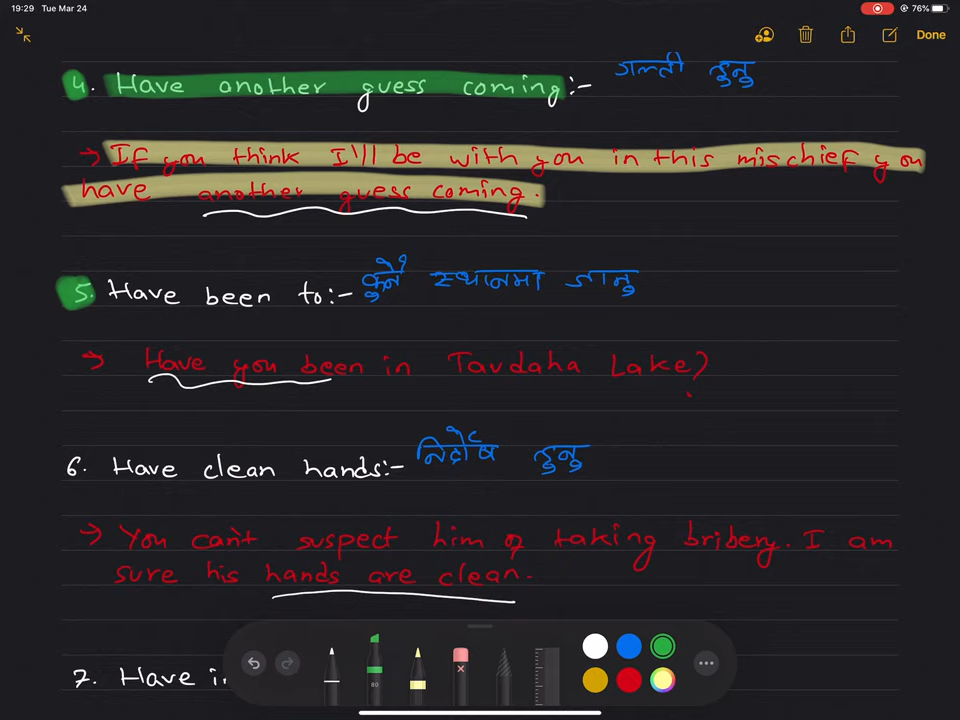 19:29 Tue Mar 24 76%
Done
4. Have another guess coming:- गल्ती हुनु
→ If you think I'll be with you in this mischief you
have another guess coming.
5. Have been to:- कुनै स्थानमा जानु
→ Have you been in Taudaha Lake?
6. Have clean hands:- निर्दोष हुनु
→ You can't suspect him of taking bribery. I am
sure his hands are clean.
80
7. Have i